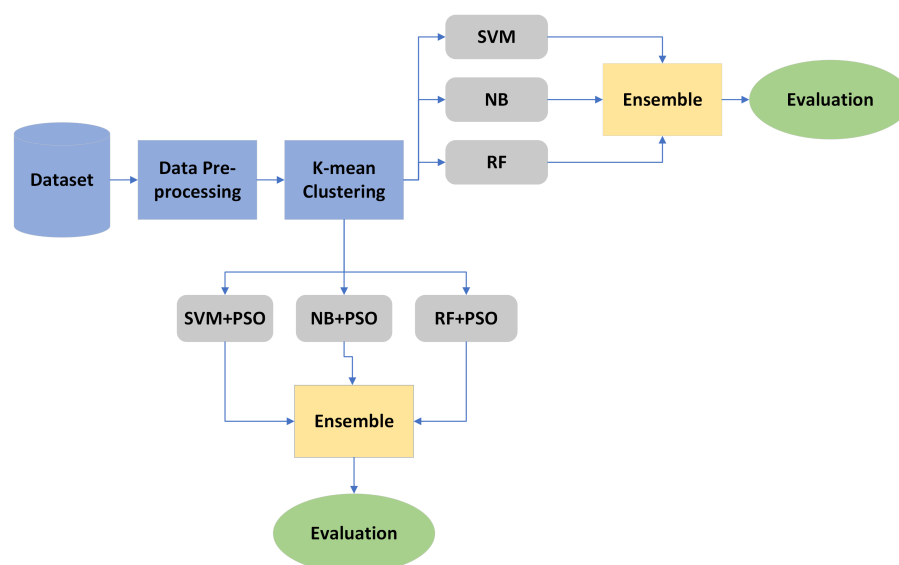 SVM
NB
Ensemble
Evaluation
RF
Dataset
Data Pre-
processing
K-mean
Clustering
SVM+PSO
NB+PSO
RF+PSO
Ensemble
Evaluation